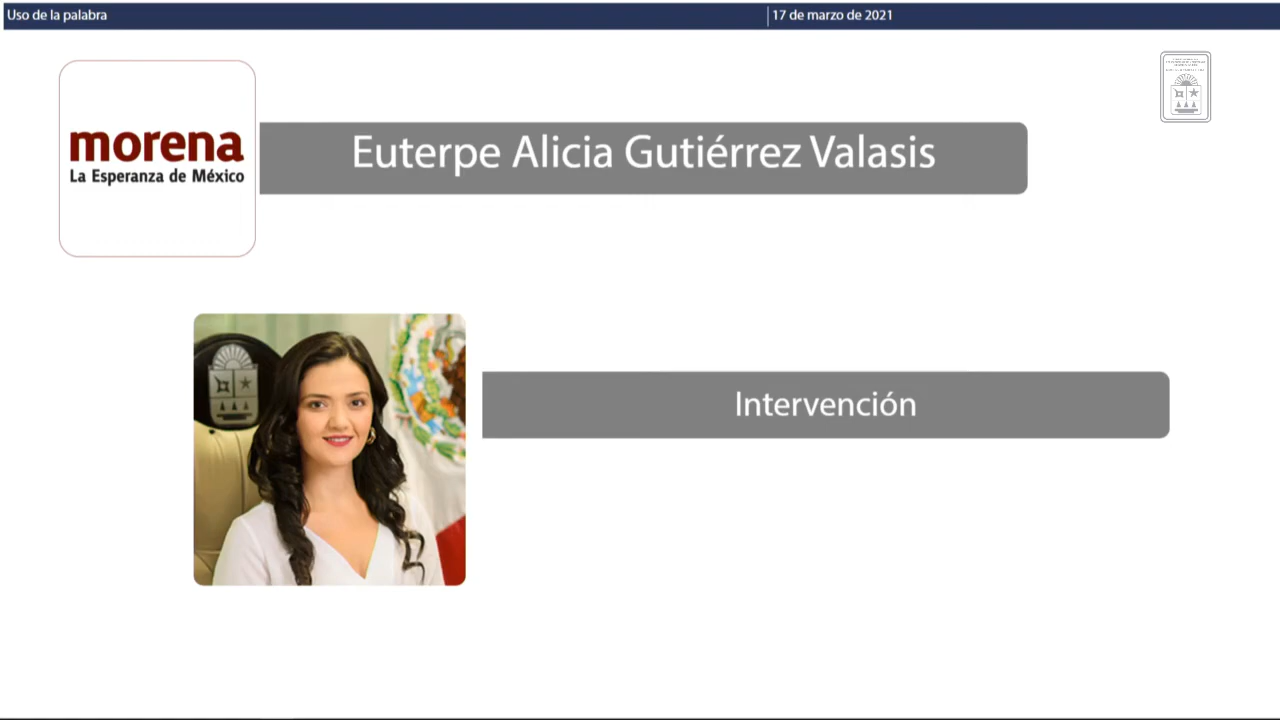 Uso de la palabra
17 de marzo de 2021
morena
La Esperanza de México
Euterpe Alicia Gutiérrez Valasis
Intervención